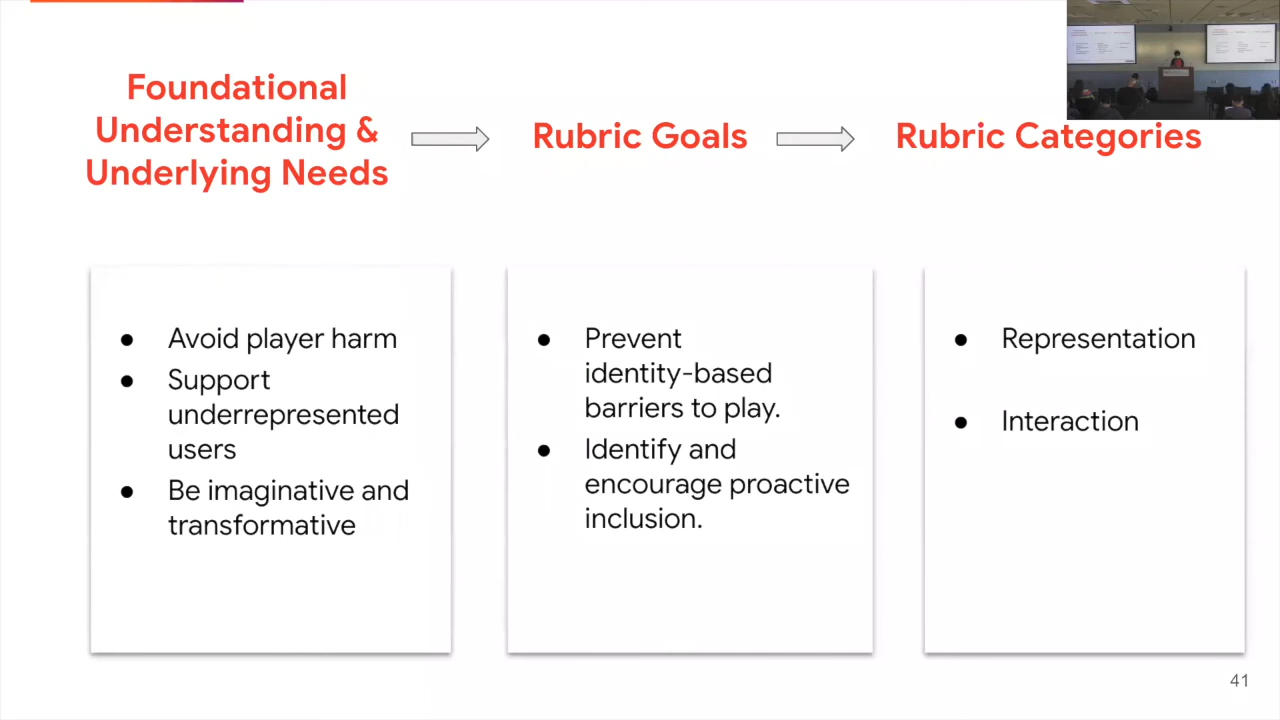 Foundational
Understanding &
Underlying Needs
Rubric Goals
Rubric Categories
● Avoid player harm
● Support
underrepresented
users
● Be imaginative and
transformative
● Prevent
identity-based
barriers to play.
● Identify and
encourage proactive
inclusion.
● Representation
● Interaction
41